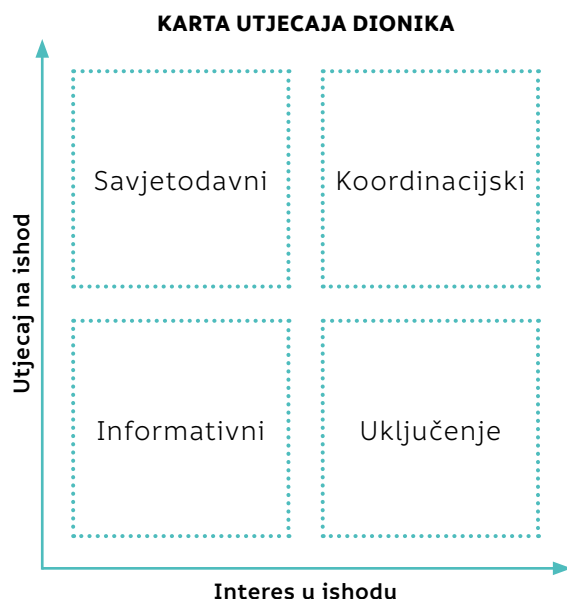 KARTA UTJECAJA DIONIKA
Utjecaj na ishod
Savjetodavni
Koordinacijski
Informativni
Uključenje
Interes u ishodu